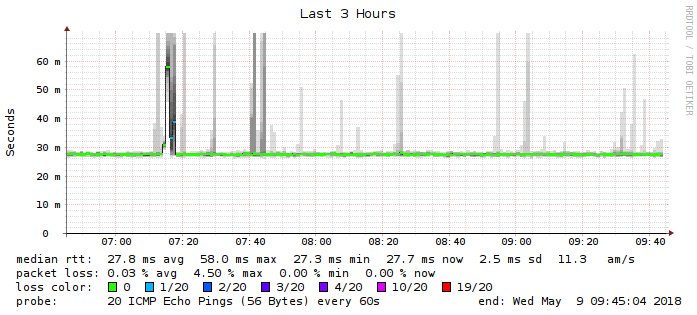 Last 3 Hours
RRDTOOL / TOBI OETIKER
Seconds
60 m
50 m
40 m
30 m
20 m
10 m
0
07:00 07:20 07:40 08:00 08:20 08:40 09:00 09:20 09:40
median rtt: 27.8 ms avg 58.0 ms max 27.3 ms min 27.7 ms now 2.5 ms sd 11.3 am/s
packet loss: 0.03 % avg 4.50 % max 0.00 % min 0.00 % now
loss color: 0 1/20 2/20 3/20 4/20 10/20 19/20
probe: 20 ICMP Echo Pings (56 Bytes) every 60s end: Wed May 9 09:45:04 2018